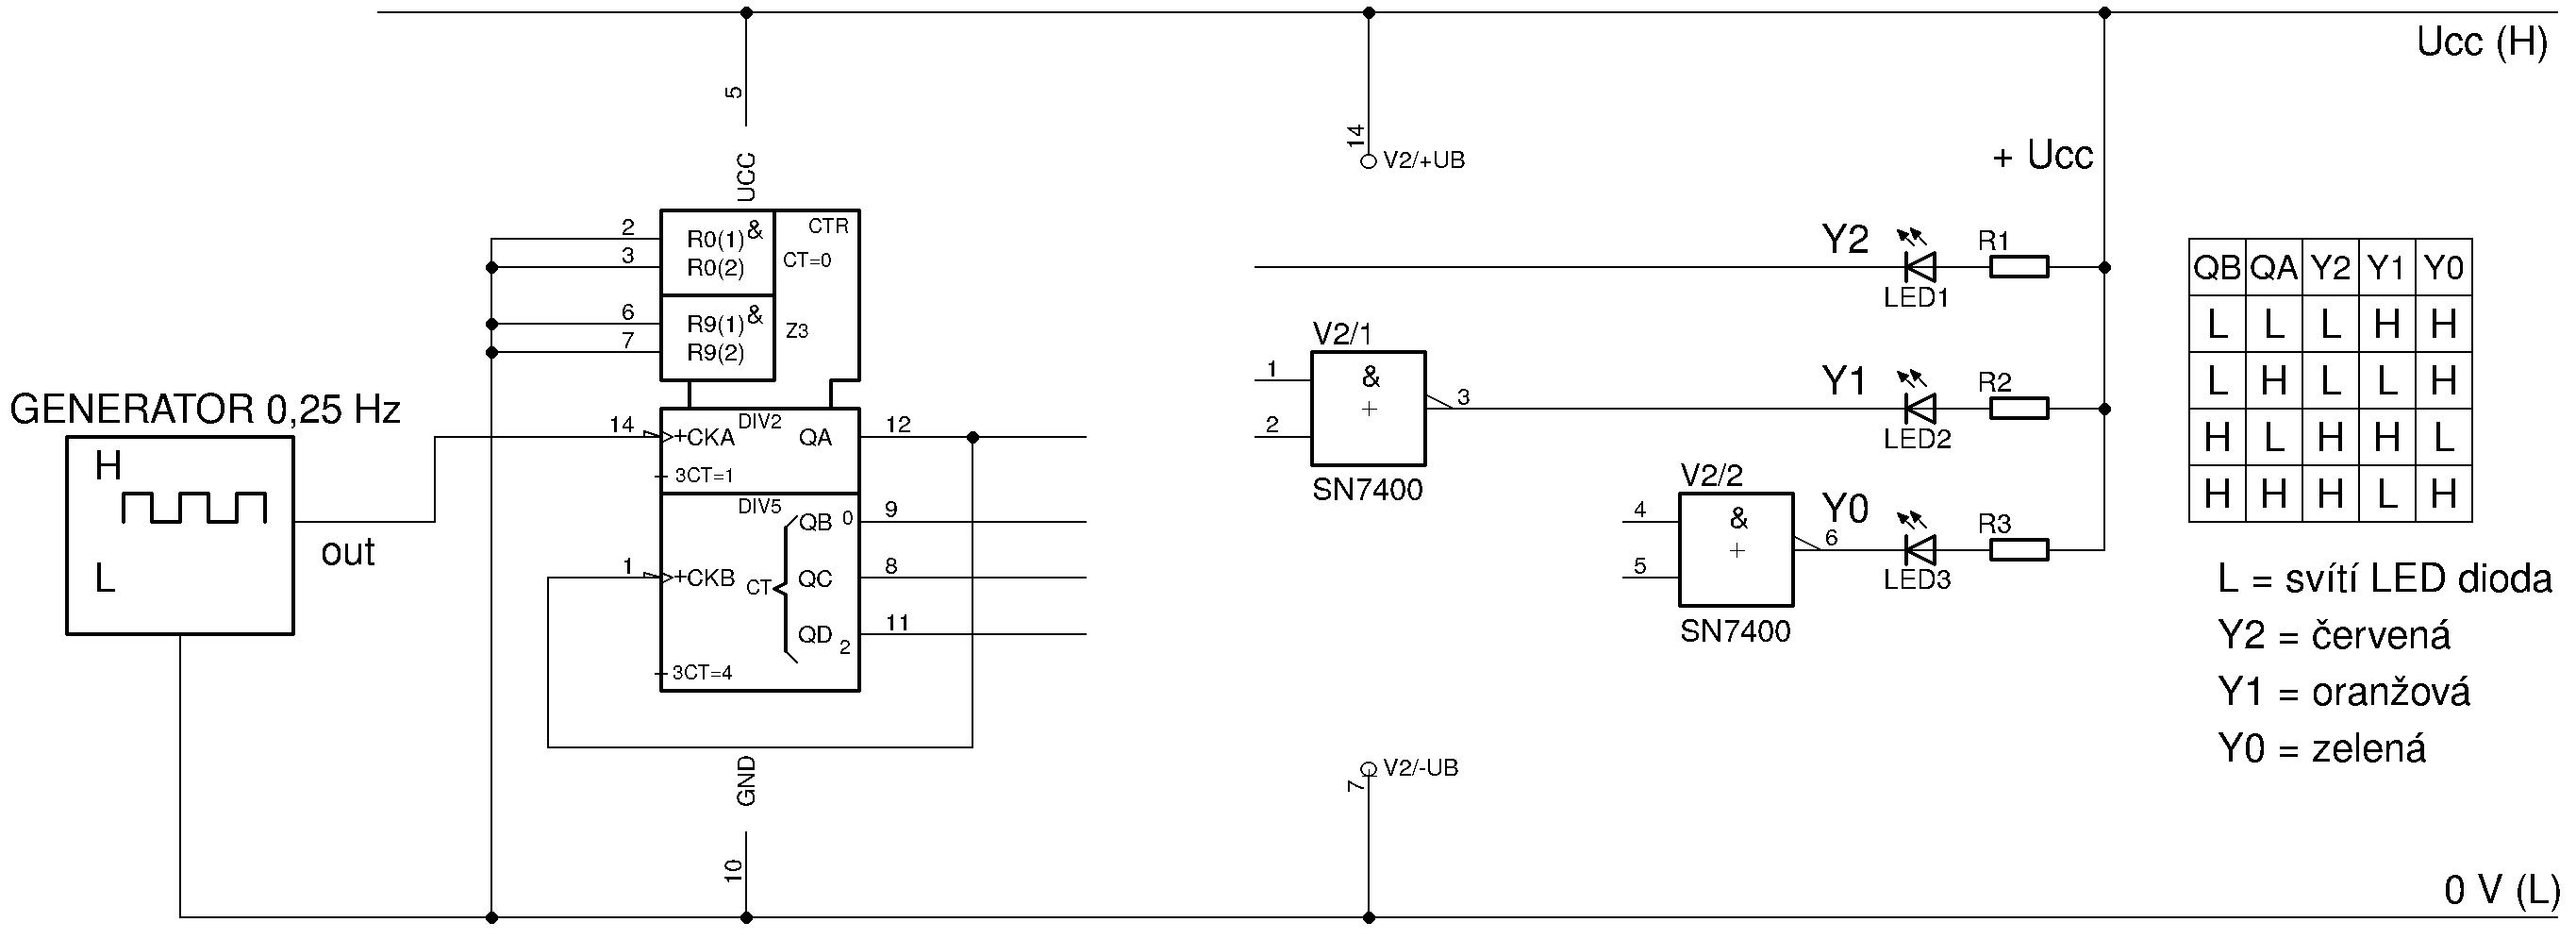 Ucc (H)
5
14
V2/+UB
+ Ucc
UCC
2
R0(1)
&
CTR
3
R0(2)
CT=0
6
R9(1)
&
Z3
7
R9(2)
Y2
R1
LED1
V2/1
1
&
+
2
3
SN7400
Y1
R2
LED2
V2/2
4
&
+
5
6
SN7400
Y0
R3
LED3
QB QA Y2 Y1 Y0
L L L H H
L H L L H
H L H H L
H H H L H
GENERATOR 0,25 Hz
H
L
out
14
+CKA
DIV2
QA
12
3CT=1
DIV5
QB
0
9
1
+CKB
CT
QC
8
QD
2
11
3CT=4
L = svítí LED dioda
Y2 = červená
Y1 = oranžová
Y0 = zelená
GND
V2/-UB
7
10
0 V (L)